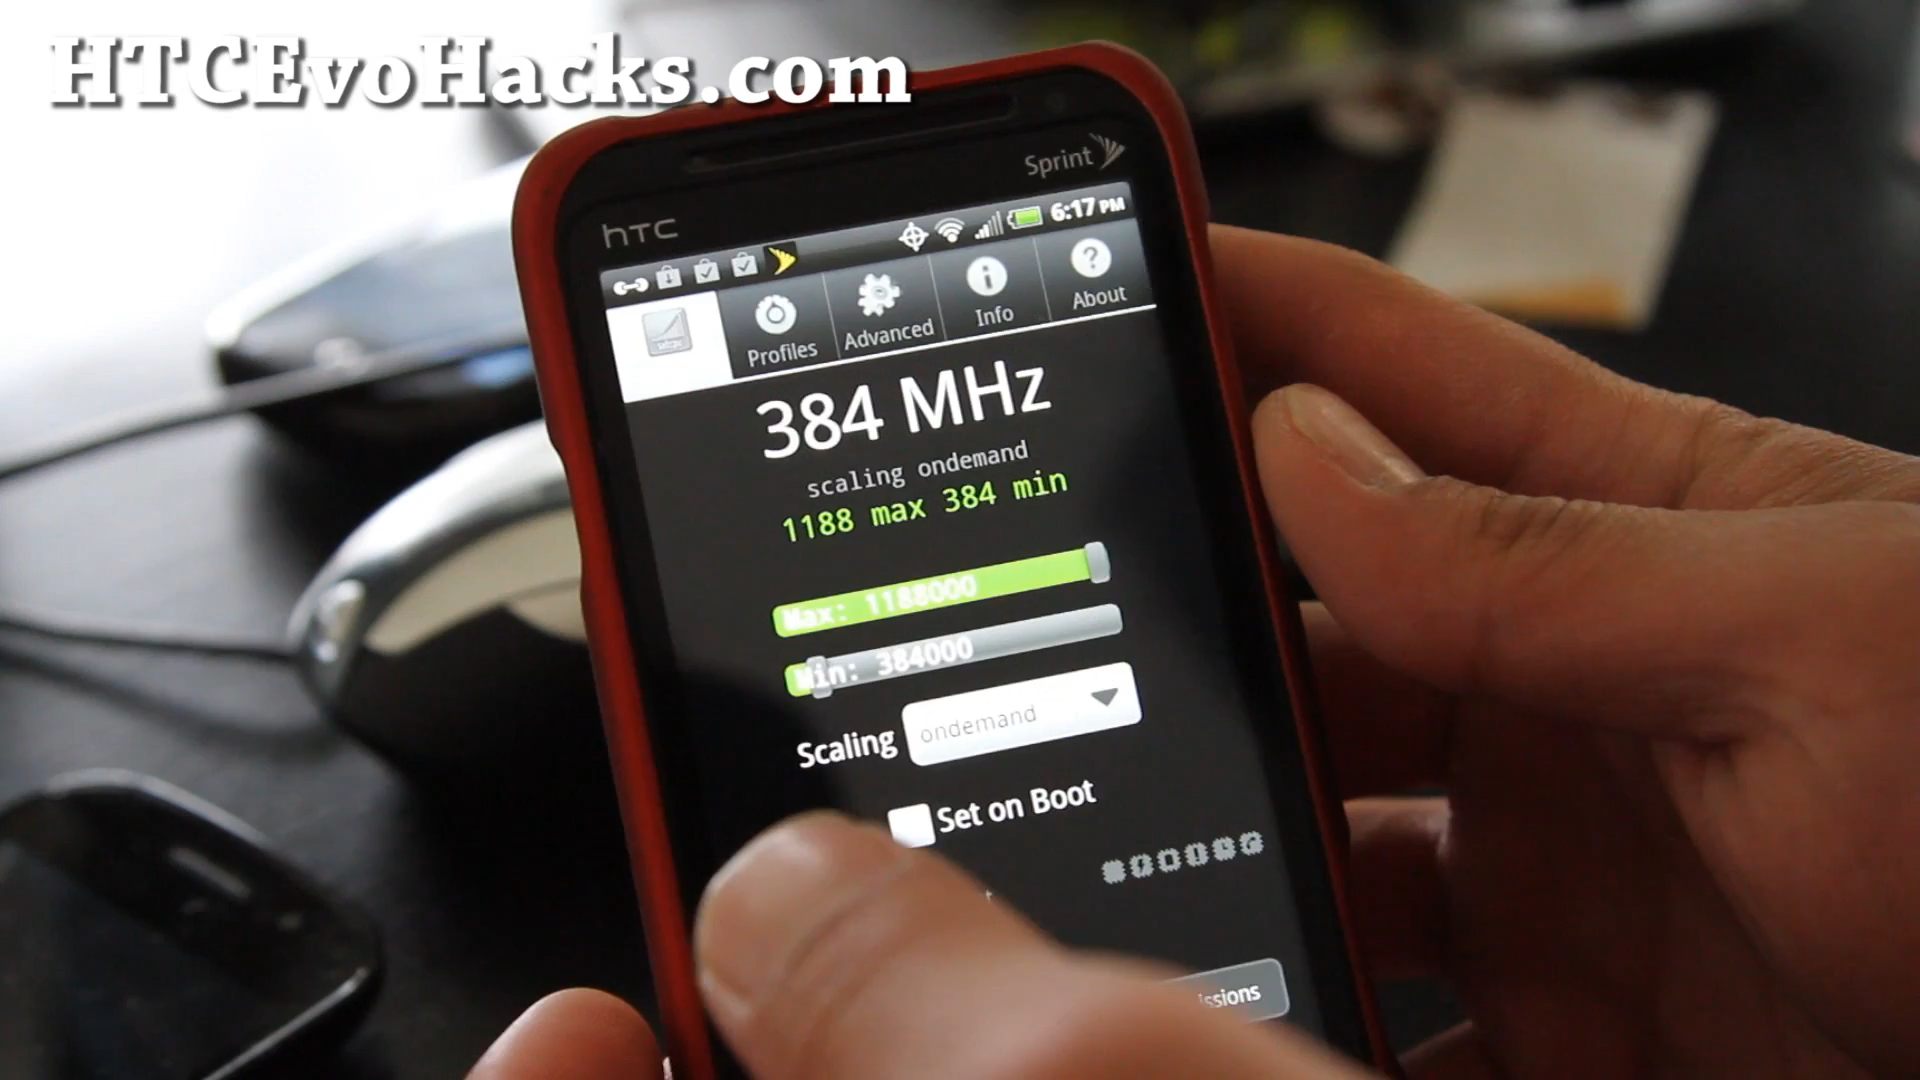 HTCEvoHacks.com
Sprint
hTC
6:17 PM
Profiles
Advanced
Info
About
384 MHz
scaling ondemand
1188 max 384 min
Max: 1188000
Min: 384000
Scaling
ondemand
Set on Boot
ssions